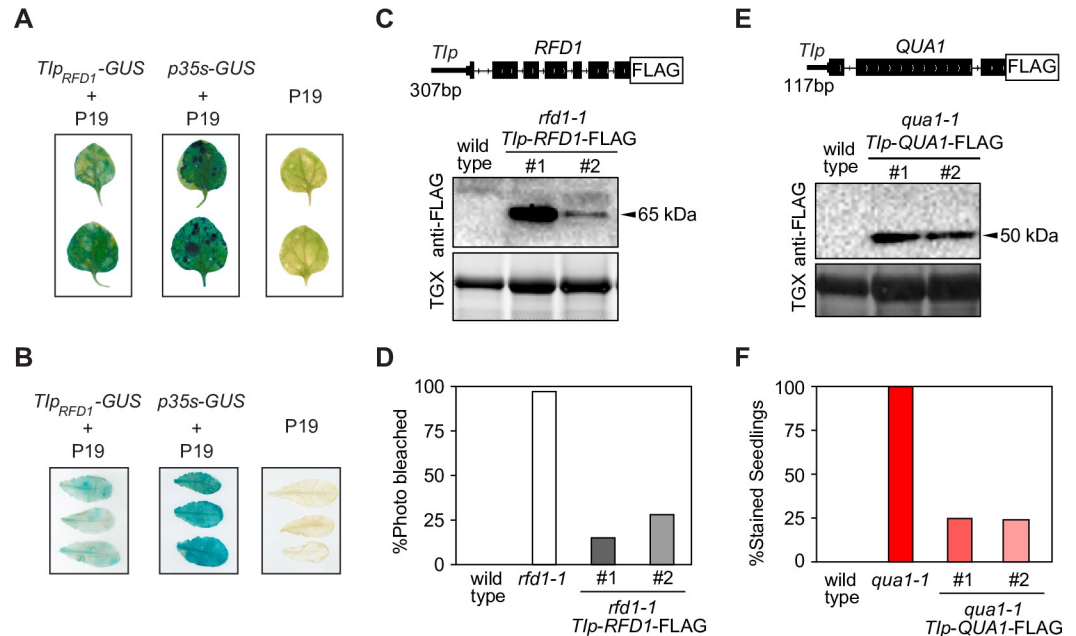 A
TIpRFD1-GUS
+
P19
p35s-GUS
+
P19
P19
B
TIpRFD1-GUS
+
P19
p35s-GUS
+
P19
P19
C
TIp
RFD1
FLAG
307bp
rfd1-1
TIp-RFD1-FLAG
wild
type
#1
#2
anti-FLAG
65 kDa
TGX
D
%Photo bleached
100
75
50
25
0
wild
type
rfd1-1
#1
#2
rfd1-1
TIp-RFD1-FLAG
E
TIp
QUA1
FLAG
117bp
qua1-1
TIp-QUA1-FLAG
wild
type
#1
#2
anti-FLAG
50 kDa
TGX
F
%Stained Seedlings
100
75
50
25
0
wild
type
qua1-1
#1
#2
qua1-1
TIp-QUA1-FLAG